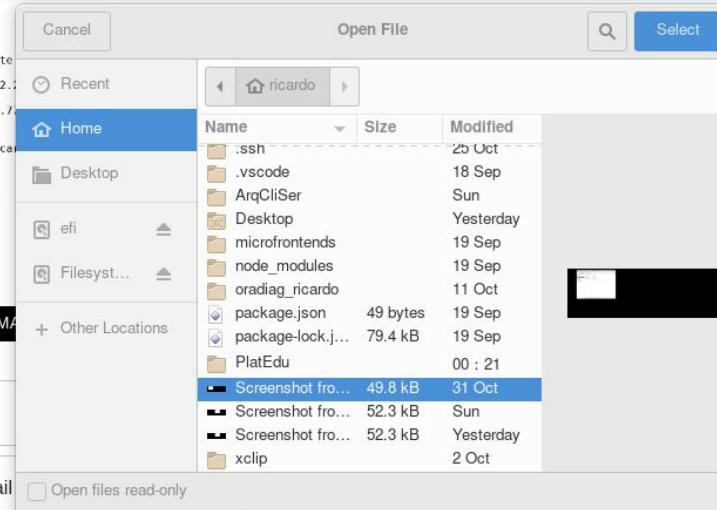 Cancel Open File Select
Recent
Home
Desktop
efi
Filesyst...
Other Locations
ricardo
Name Size Modified
.ssh 25 Oct
.vscode 18 Sep
ArqCliSer Sun
Desktop Yesterday
microfrontends 19 Sep
node_modules 19 Sep
oradiag_ricardo 11 Oct
package.json 49 bytes 19 Sep
package-lock.j... 79.4 kB 19 Sep
PlatEdu 00 : 21
Screenshot fro... 49.8 kB 31 Oct
Screenshot fro... 52.3 kB Sun
Screenshot fro... 52.3 kB Yesterday
xclip 2 Oct
Open files read-only